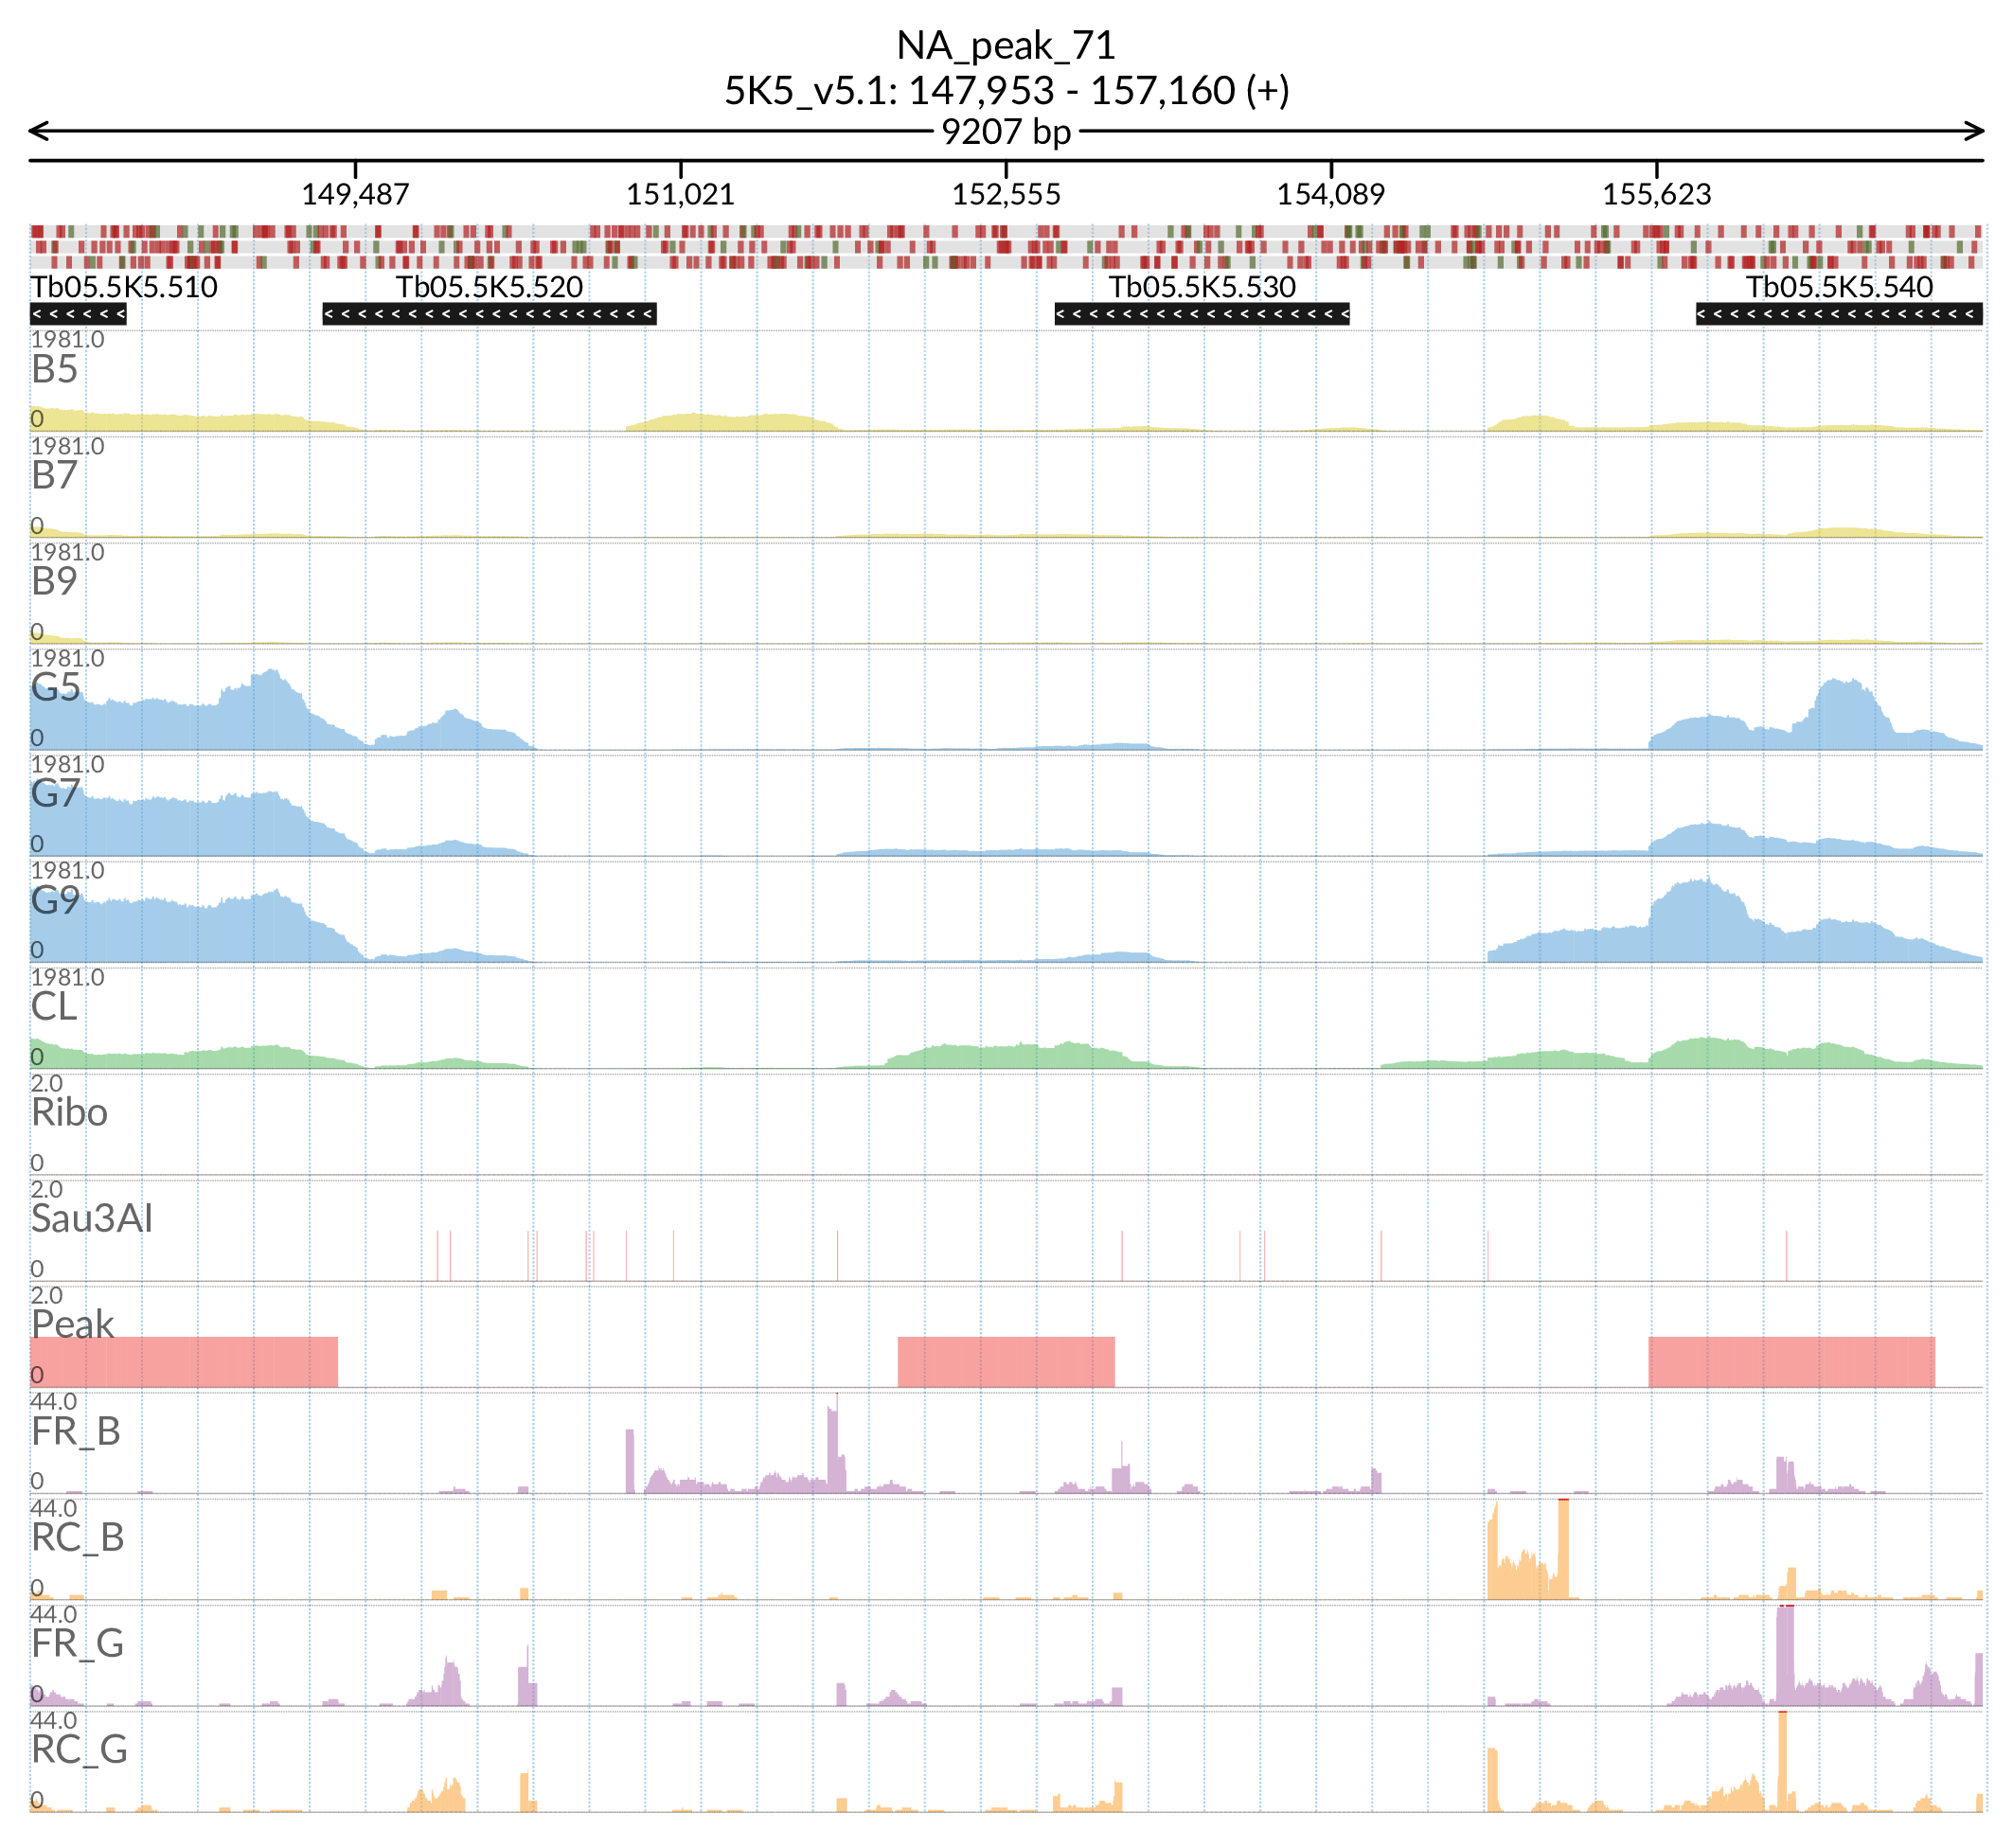 NA_peak_71
5K5_v5.1: 147,953 - 157,160 (+)
9207 bp
149,487 151,021 152,555 154,089 155,623
Tb05.5K5.510 Tb05.5K5.520 Tb05.5K5.530 Tb05.5K5.540
1981.0
B5
0
1981.0
B7
0
1981.0
B9
0
1981.0
G5
0
1981.0
G7
0
1981.0
G9
0
1981.0
CL
0
2.0
Ribo
0
2.0
Sau3AI
0
2.0
Peak
0
44.0
FR_B
0
44.0
RC_B
0
44.0
FR_G
0
44.0
RC_G
0